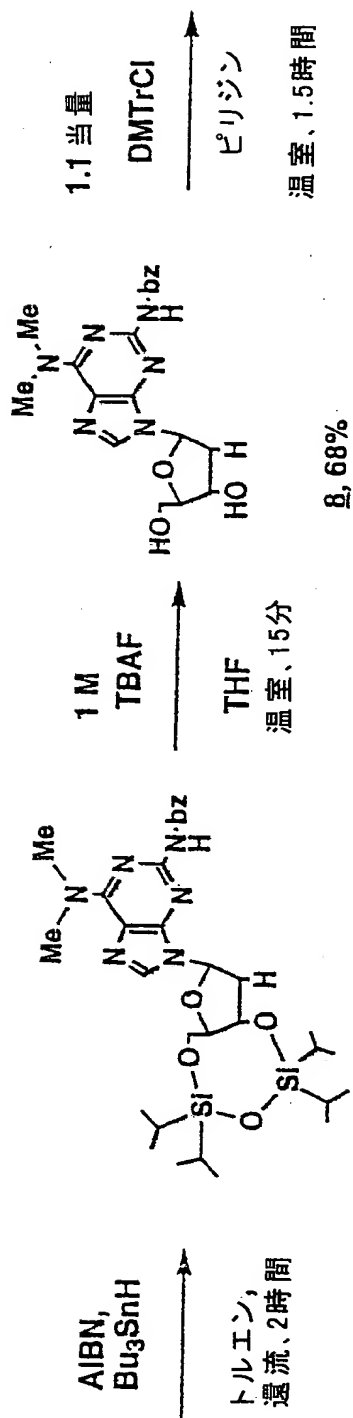 AIBN,
Bu₃SnH
トルエン,
還流、2時間
Me
Me
N
N
N
N
N
N·bz
H
O
H
O
O
Si
O
Si
1 M
TBAF
THF
温室、15分
Me
Me
N
N
N
N
N
N·bz
H
HO
O
HO
H
8, 68%
1.1 当量
DMTrCl
ピリジン
温室、1.5時間